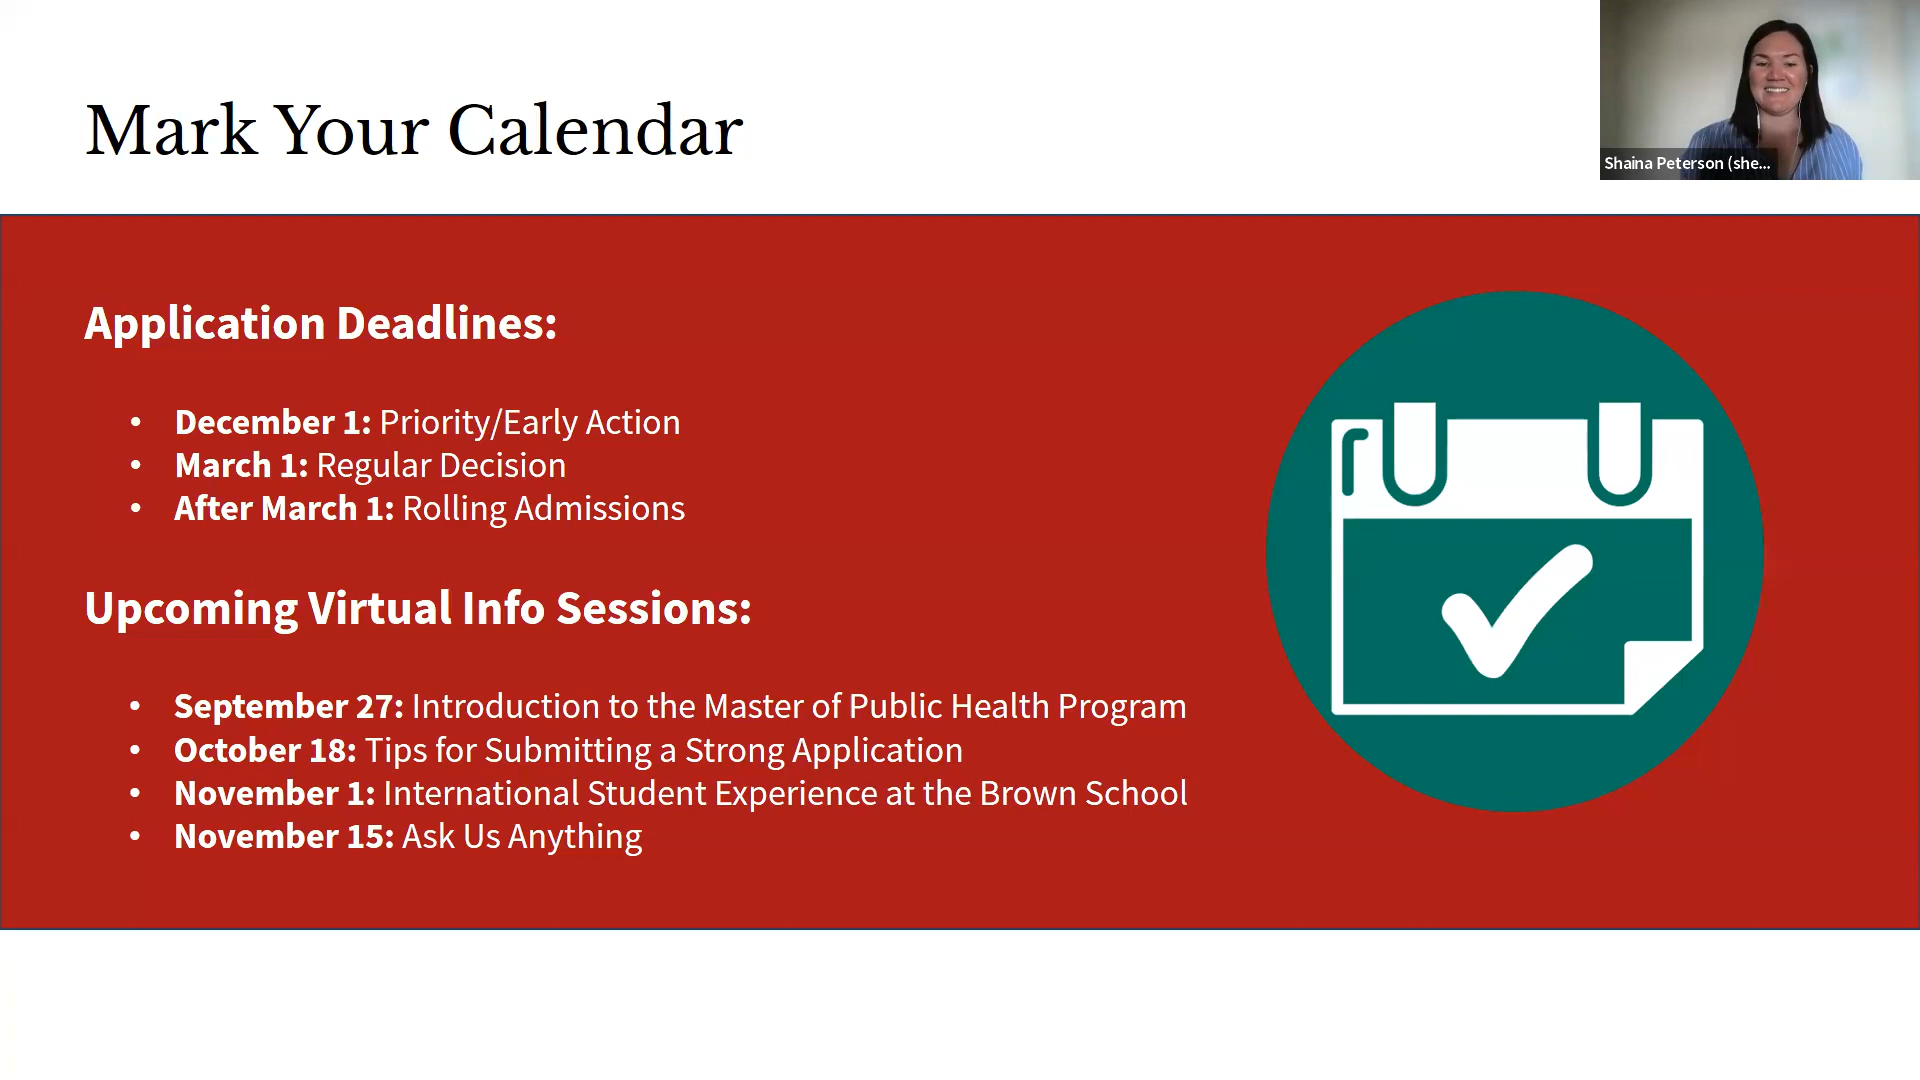 Mark Your Calendar
Shaina Peterson (she...
Application Deadlines:
• December 1: Priority/Early Action
• March 1: Regular Decision
• After March 1: Rolling Admissions
Upcoming Virtual Info Sessions:
• September 27: Introduction to the Master of Public Health Program
• October 18: Tips for Submitting a Strong Application
• November 1: International Student Experience at the Brown School
• November 15: Ask Us Anything